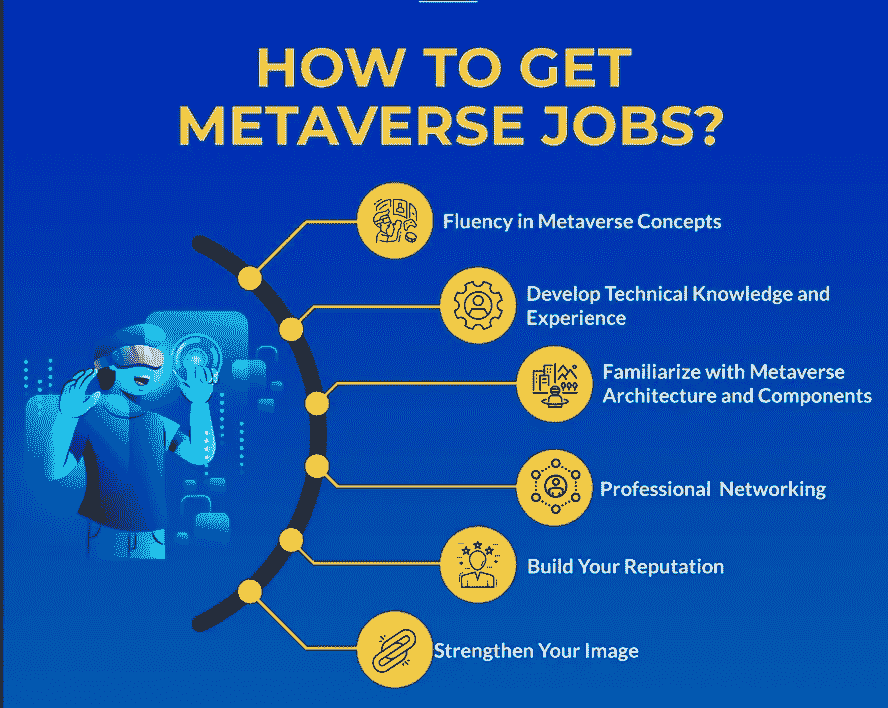 HOW TO GET
METAVERSE JOBS?
Fluency in Metaverse Concepts
Develop Technical Knowledge and
Experience
Familiarize with Metaverse
Architecture and Components
Professional Networking
Build Your Reputation
Strengthen Your Image